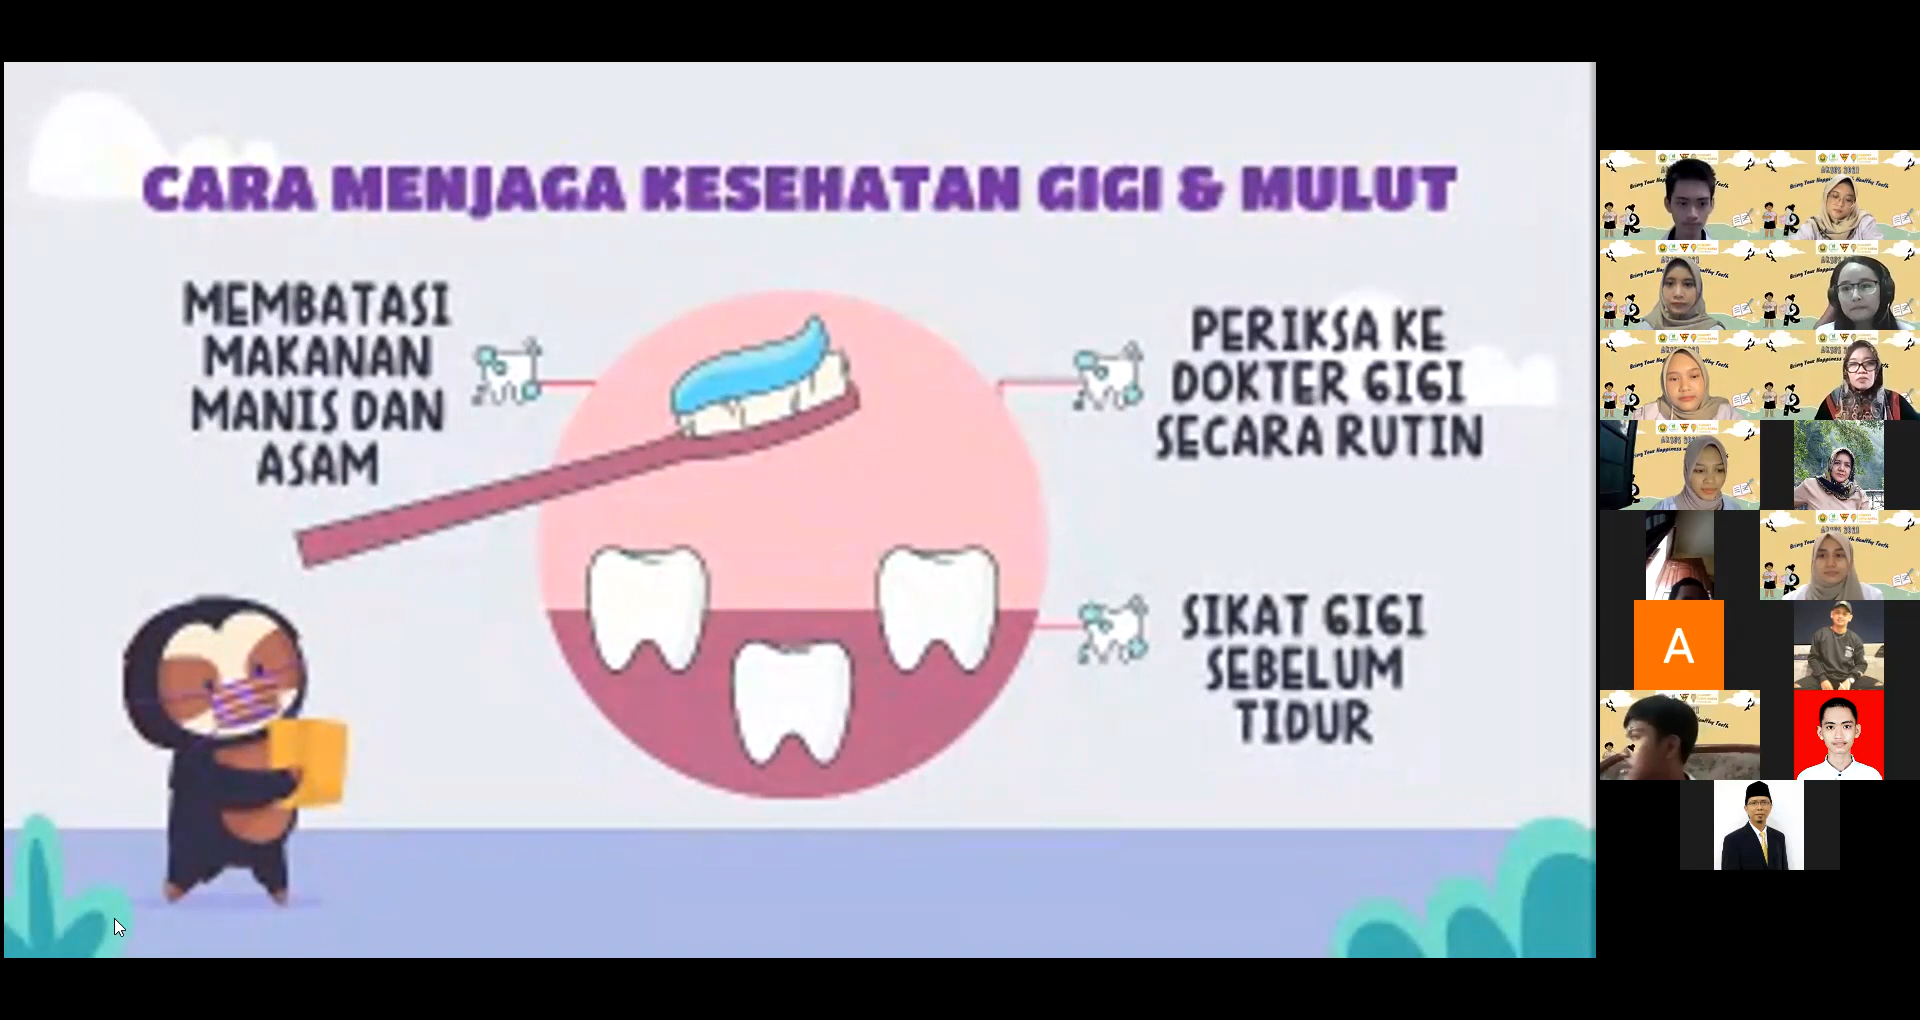 CARA MENJAGA KESEHATAN GIGI & MULUT
MEMBATASI
MAKANAN
MANIS DAN
ASAM
PERIKSA KE
DOKTER GIGI
SECARA RUTIN
SIKAT GIGI
SEBELUM
TIDUR
A